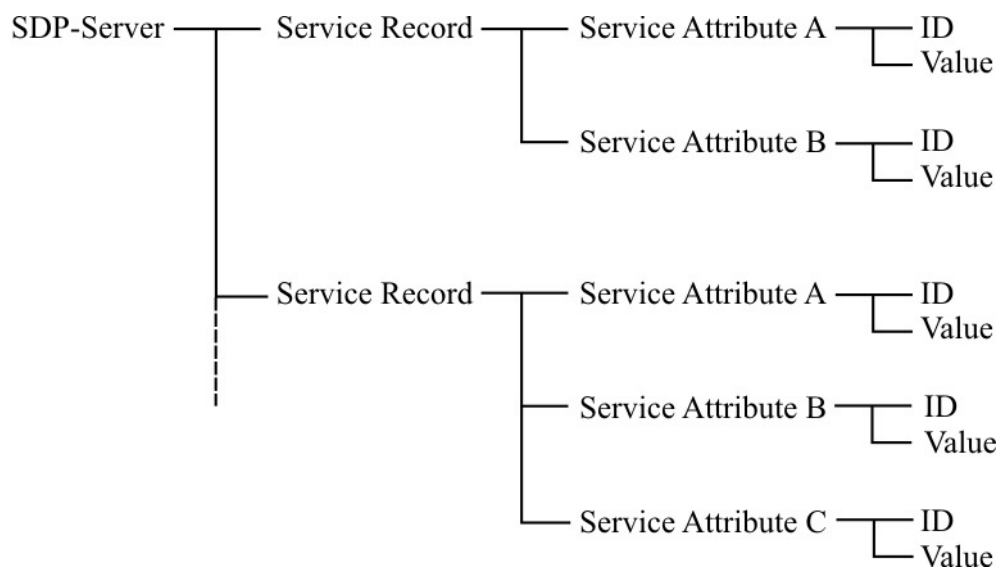 SDP-Server Service Record Service Attribute A ID
Value
Service Attribute B ID
Value
Service Record Service Attribute A ID
Value
Service Attribute B ID
Value
Service Attribute C ID
Value